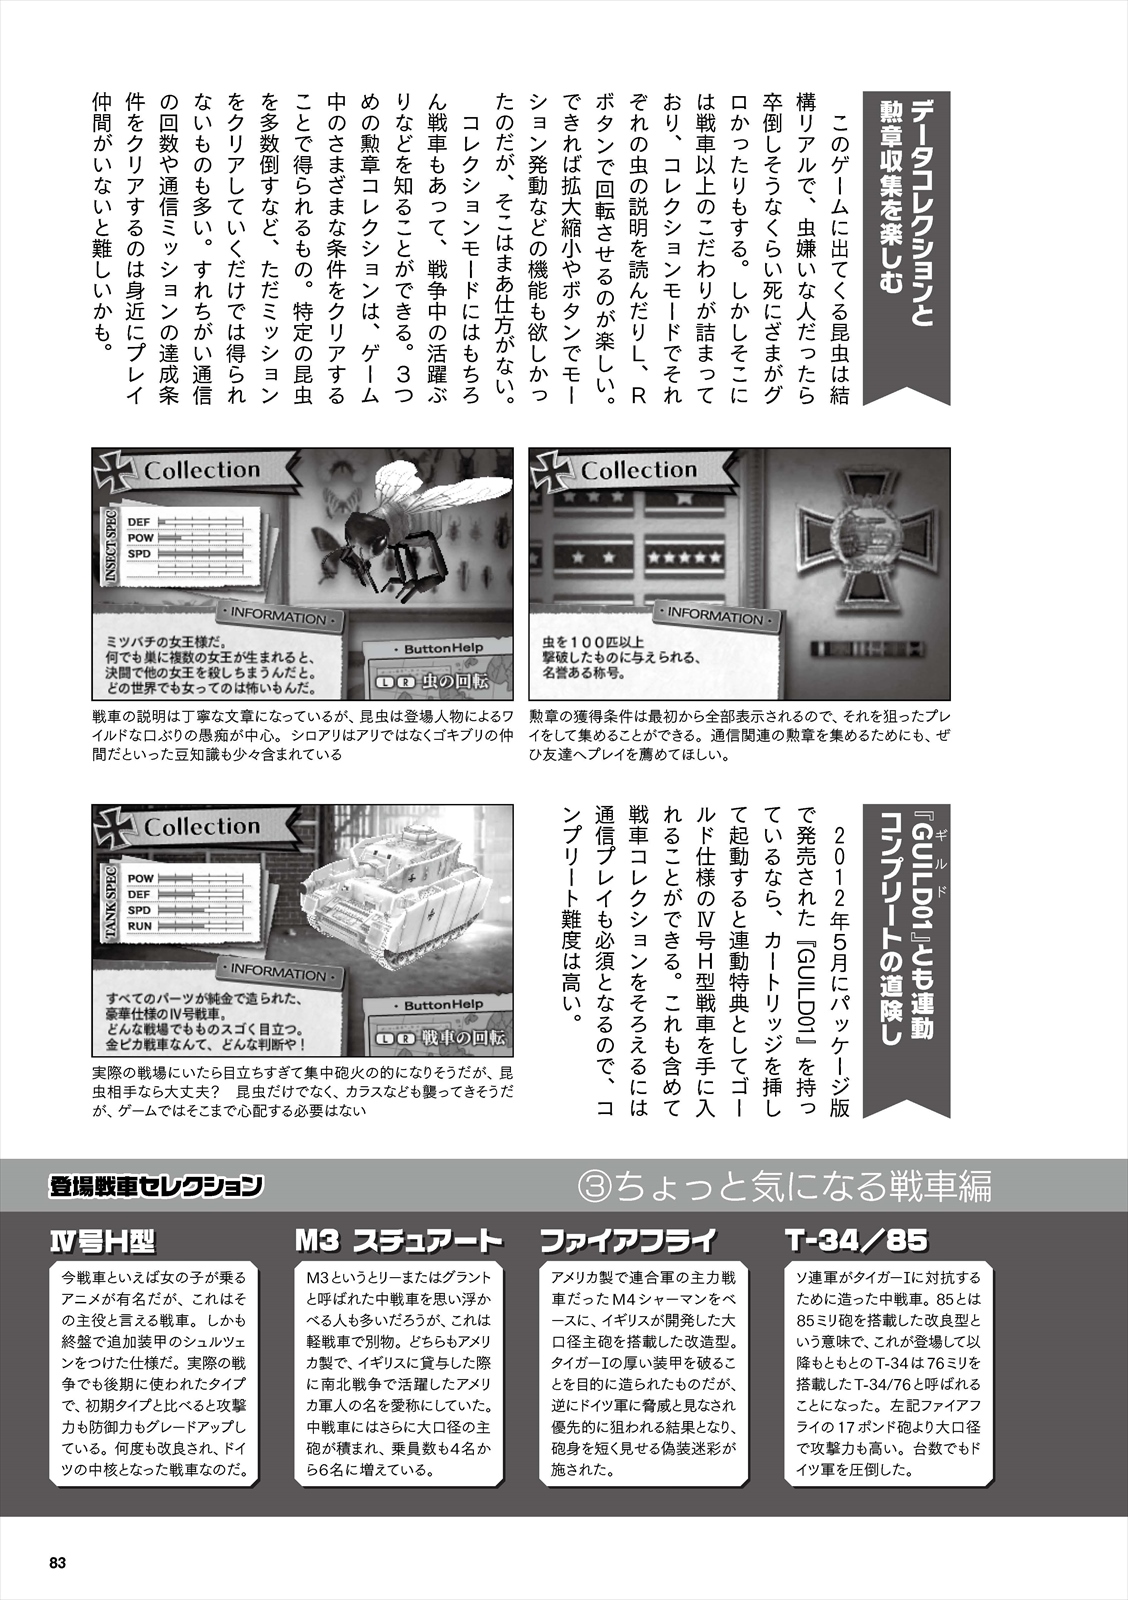 データコレクションと
勲章収集を楽しむ
このゲームに出てくる昆虫は結
構リアルで、虫嫌いな人だったら
卒倒しそうなくらい死にざまがグ
ロかったりもする。しかしそこに
は戦車以上のこだわりが詰まって
おり、コレクションモードでそれ
ぞれの虫の説明を読んだりL、R
ボタンで回転させるのが楽しい。
できれば拡大縮小やボタンでモー
ション発動などの機能も欲しかっ
たのだが、そこはまあ仕方がない。
コレクションモードにはもちろ
ん戦車もあって、戦争中の活躍ぶ
りなどを知ることができる。3つ
めの勲章コレクションは、ゲーム
中のさまざまな条件をクリアする
ことで得られるもの。特定の昆虫
を多数倒すなど、ただミッション
をクリアしていくだけでは得られ
ないものも多い。すれちがい通信
の回数や通信ミッションの達成条
件をクリアするのは身近にプレイ
仲間がいないと難しいかも。
Collection
INSECT SPEC
DEF
POW
SPD
・INFORMATION・
ミツバチの女王様だ。
何でも巣に複数の女王が生まれると、
決闘で他の女王を殺しちまうんだと。
どの世界でも女ってのは怖いもんだ。
・ButtonHelp
L R 虫の回転
戦車の説明は丁寧な文章になっているが、昆虫は登場人物によるワ
イルドな口ぶりの愚痴が中心。シロアリはアリではなくゴキブリの仲
間だといった豆知識も少々含まれている
Collection
・INFORMATION・
虫を100匹以上
撃破したものに与えられる、
名誉ある称号。
勲章の獲得条件は最初から全部表示されるので、それを狙ったプレ
イをして集めることができる。通信関連の勲章を集めるためにも、ぜ
ひ友達へプレイを薦めてほしい。
ギルド
『GUILD01』とも連動
コンプリートの道険し
2012年5月にパッケージ版
で発売された『GUILD01』を持っ
ているなら、カートリッジを挿し
て起動すると連動特典としてゴー
ルド仕様のⅣ号H型戦車を手に入
れることができる。これも含めて
戦車コレクションをそろえるには
通信プレイも必須となるので、コ
ンプリート難度は高い。
Collection
TANK SPEC
POW
DEF
SPD
RUN
・INFORMATION・
すべてのパーツが純金で造られた、
豪華仕様のⅣ号戦車。
どんな戦場でもものスゴく目立つ。
金ピカ戦車なんて、どんな判断や！
・ButtonHelp
L R 戦車の回転
実際の戦場にいたら目立ちすぎて集中砲火の的になりそうだが、昆
虫相手なら大丈夫？　昆虫だけでなく、カラスなども襲ってきそうだ
が、ゲームではそこまで心配する必要はない
登場戦車セレクション
③ちょっと気になる戦車編
Ⅳ号H型
今戦車といえば女の子が乗る
アニメが有名だが、これはそ
の主役と言える戦車。しかも
終盤で追加装甲のシュルツェ
ンをつけた仕様だ。実際の戦
争でも後期に使われたタイプ
で、初期タイプと比べると攻撃
力も防御力もグレードアップし
ている。何度も改良され、ドイ
ツの中核となった戦車なのだ。
M3 スチュアート
M3というとリーまたはグラント
と呼ばれた中戦車を思い浮か
べる人も多いだろうが、これは
軽戦車で別物。どちらもアメリ
カ製で、イギリスに貸与した際
に南北戦争で活躍したアメリ
カ軍人の名を愛称にしていた。
中戦車にはさらに大口径の主
砲が積まれ、乗員数も4名か
ら6名に増えている。
ファイアフライ
アメリカ製で連合軍の主力戦
車だったM4シャーマンをベ
ースに、イギリスが開発した大
口径主砲を搭載した改造型。
タイガーIの厚い装甲を破るこ
とを目的に造られたものだが、
逆にドイツ軍に脅威と見なされ
優先的に狙われる結果となり、
砲身を短く見せる偽装迷彩が
施された。
T-34／85
ソ連軍がタイガーIに対抗する
ために造った中戦車。85とは
85ミリ砲を搭載した改良型と
いう意味で、これが登場して以
降もともとのT-34は76ミリを
搭載したT-34/76と呼ばれる
ことになった。左記ファイアフ
ライの17ポンド砲より大口径
で攻撃力も高い。台数でもド
イツ軍を圧倒した。
83